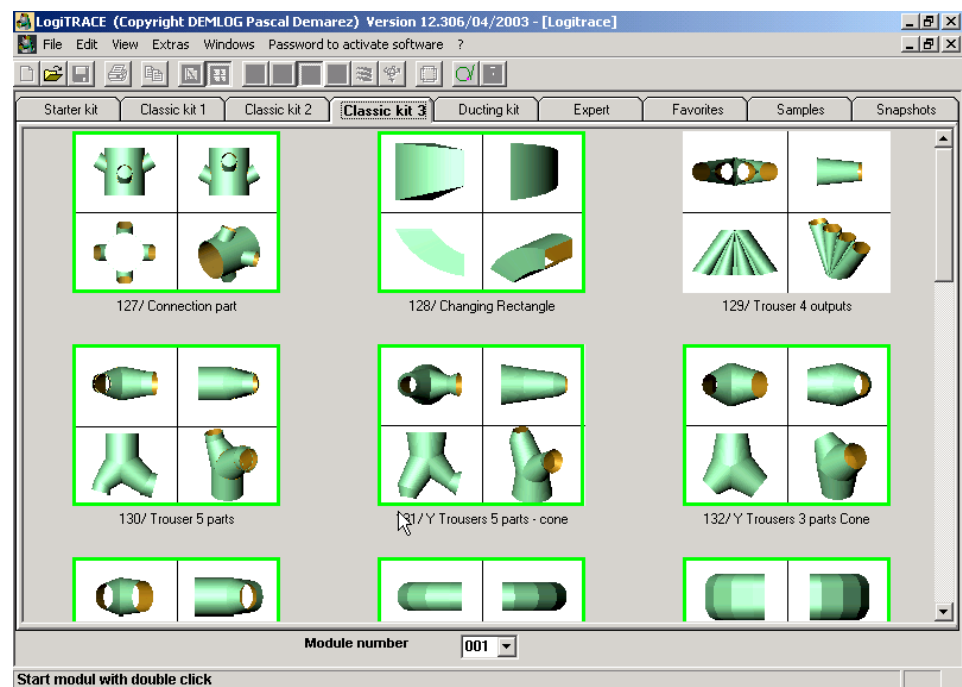 LogiTRACE (Copyright DEMLOG Pascal Demarez) Version 12.306/04/2003 - [Logitrace]
File Edit View Extras Windows Password to activate software ?
Starter kit Classic kit 1 Classic kit 2 Classic kit 3 Ducting kit Expert Favorites Samples Snapshots
127/ Connection part 128/ Changing Rectangle 129/ Trouser 4 outputs
130/ Trouser 5 parts 131/ Y Trousers 5 parts - cone 132/ Y Trousers 3 parts Cone
Module number 001
Start modul with double click